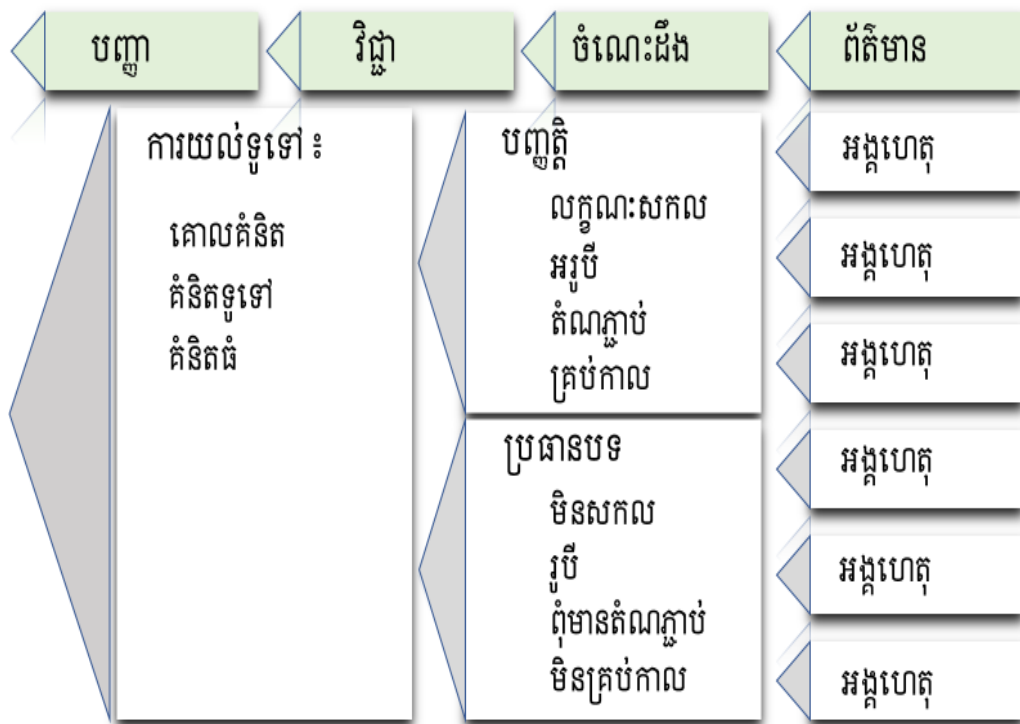 បញ្ញា
វិជ្ជា
ចំណេះដឹង
ព័ត៌មាន
ការយល់ទូទៅ ៖
គោលគំនិត
គំនិតទូទៅ
គំនិតធំ
បញ្ញត្តិ
លក្ខណៈសកល
អរូបី
តំណភ្ជាប់
គ្រប់កាល
ប្រធានបទ
មិនសកល
រូបី
ពុំមានតំណភ្ជាប់
មិនគ្រប់កាល
អង្គហេតុ
អង្គហេតុ
អង្គហេតុ
អង្គហេតុ
អង្គហេតុ
អង្គហេតុ